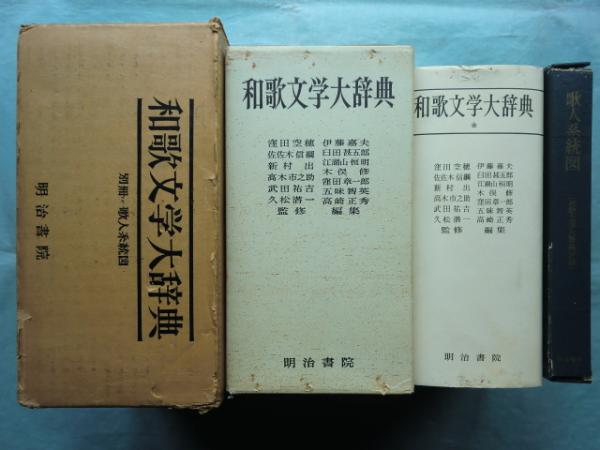 和歌文学大辞典
別冊・歌人系統図
明治書院
和歌文学大辞典
窪田空穂 伊藤嘉夫
佐佐木信綱 臼田甚五郎
新村出 江湖山恒明
高木市之助 木俣修
武田祐吉 窪田章一郎
久松潜一 五味智英
監修 高崎正秀
編集
明治書院
和歌文学大辞典
窪田空穂 伊藤嘉夫
佐佐木信綱 臼田甚五郎
新村出 江湖山恒明
高木市之助 木俣修
武田祐吉 窪田章一郎
久松潜一 五味智英
監修 高崎正秀
編集
明治書院
歌人系統図